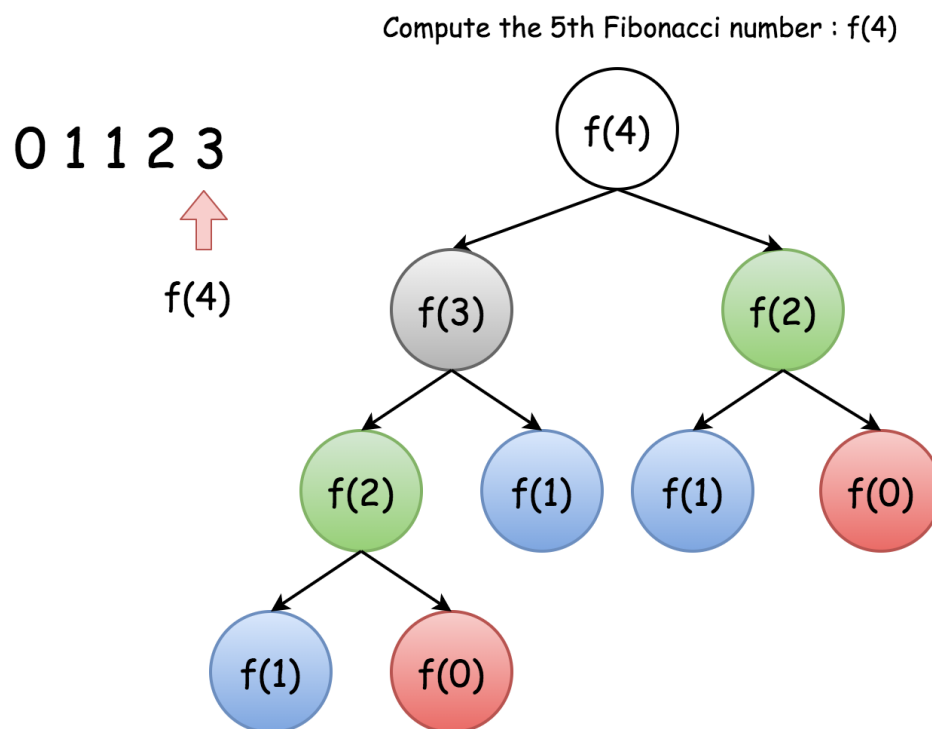 Compute the 5th Fibonacci number : f(4)
f(4)
0 1 1 2 3
f(4)
f(3)
f(2)
f(2)
f(1)
f(1)
f(0)
f(1)
f(0)